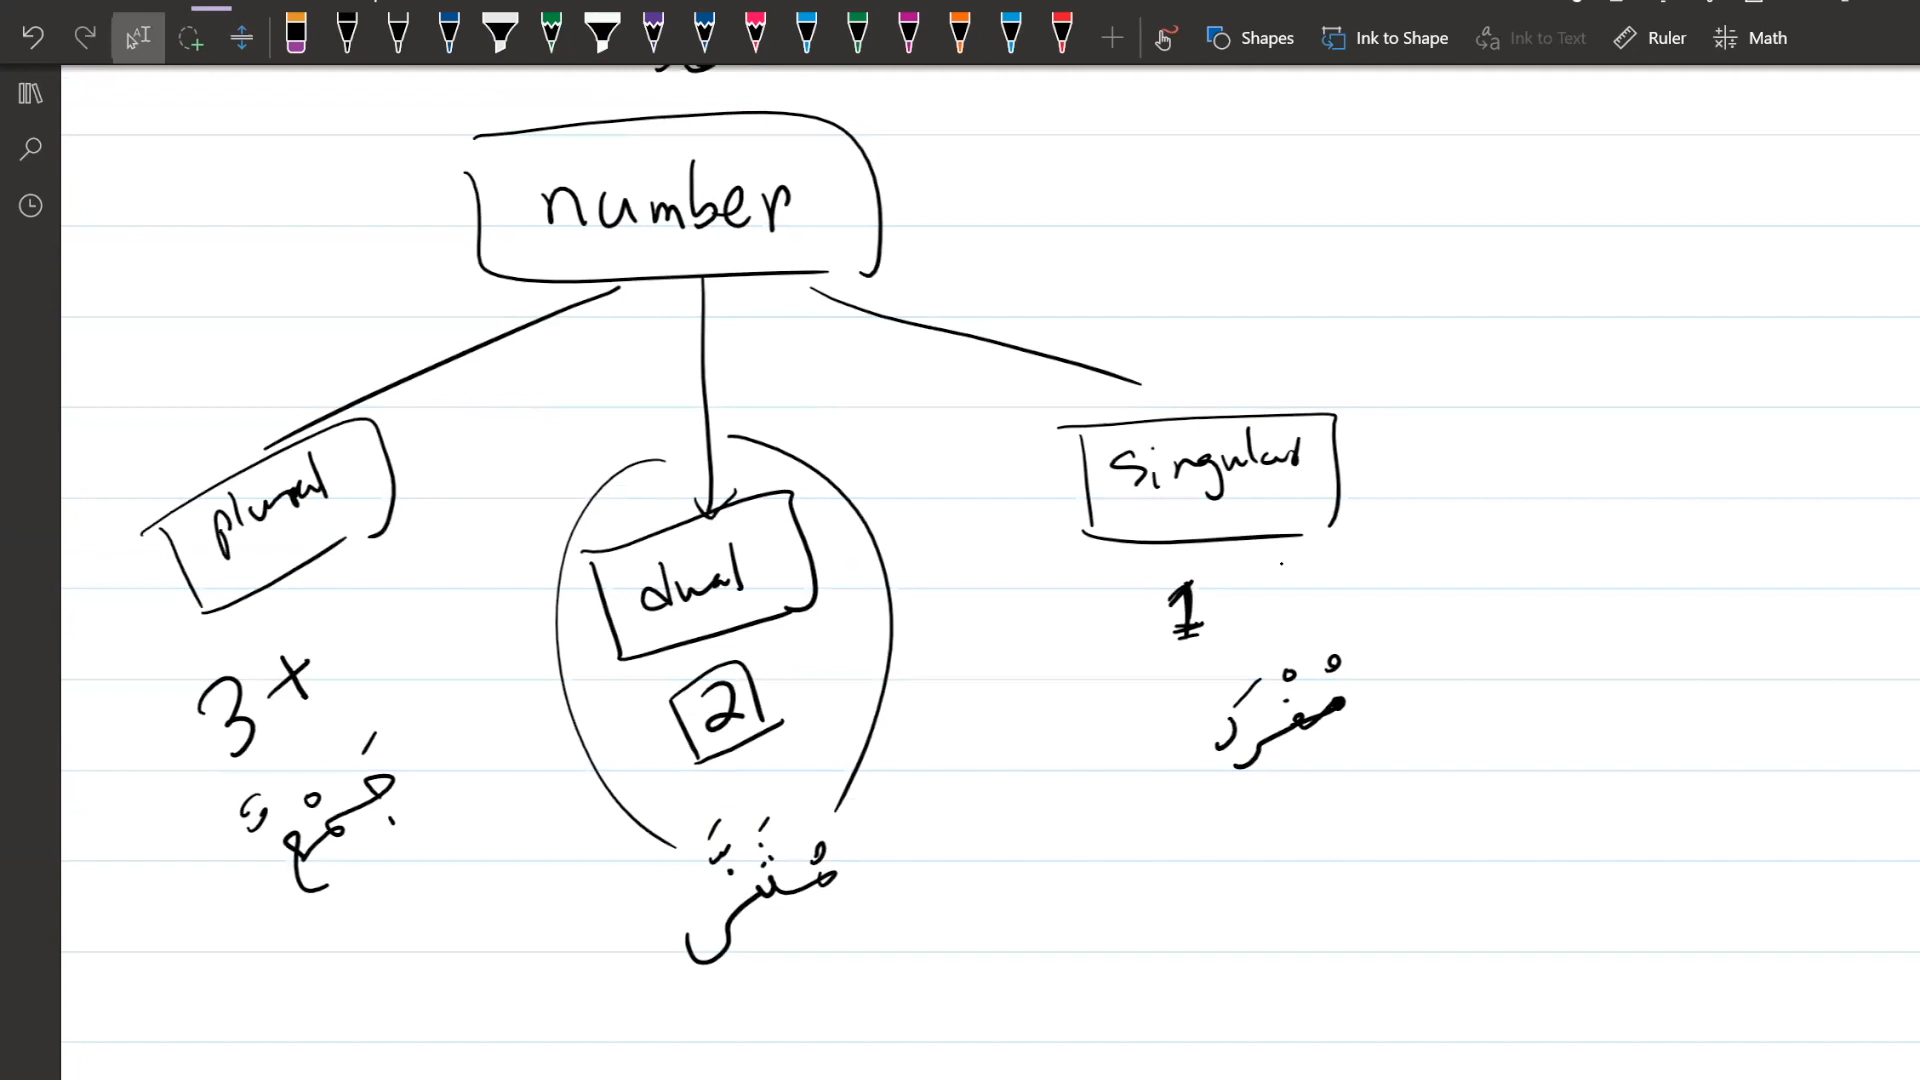 Shapes Ink to Shape Ink to Text Ruler Math
number
singular
dual
plural
1
2
3+
مُفْرَد
مُثَنَّى
جَمْعٌ